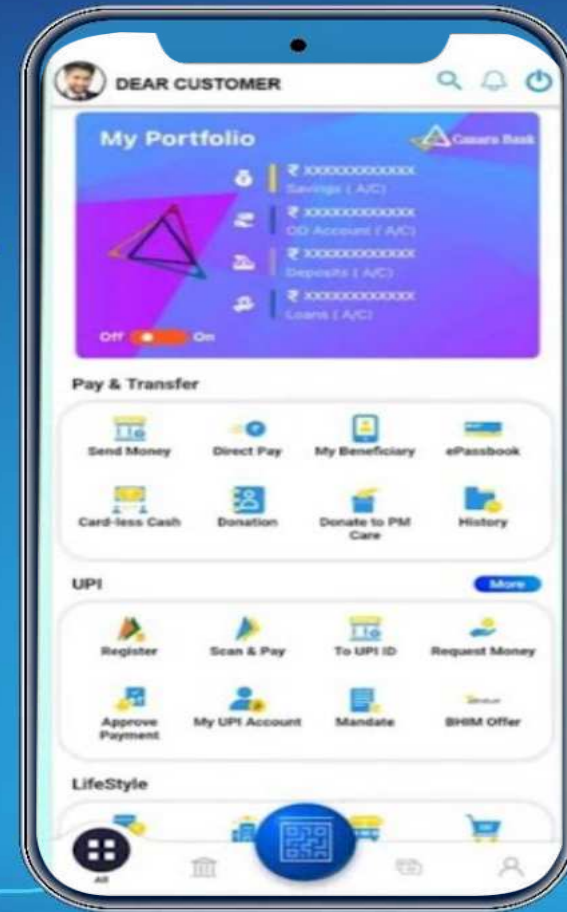 DEAR CUSTOMER
My Portfolio
Canara Bank
₹ XXXXXXXXXXXX
Savings ( A/C)
₹ XXXXXXXXXXXX
OD Account ( A/C)
₹ XXXXXXXXXXXX
Deposits ( A/C)
₹ XXXXXXXXXXXX
Loans ( A/C)
Off On
Pay & Transfer
Send Money Direct Pay My Beneficiary ePassbook
Card-less Cash Donation Donate to PM Care History
UPI More
Register Scan & Pay To UPI ID Request Money
Approve Payment My UPI Account Mandate BHIM Offer
LifeStyle
All